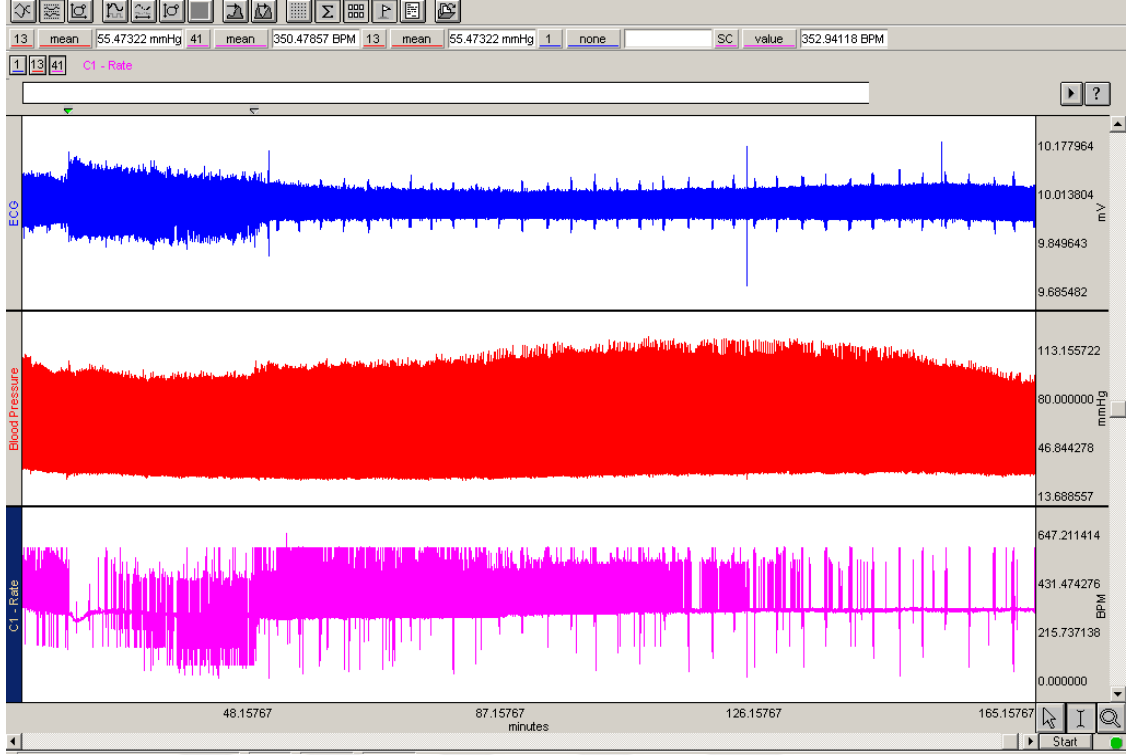 Σ
13 mean 55.47322 mmHg 41 mean 350.47857 BPM 13 mean 55.47322 mmHg 1 none SC value 352.94118 BPM
1 13 41 C1 - Rate
?
ECG
10.177964
10.013804
9.849643
9.685482
mV
Blood Pressure
113.155722
80.000000
46.844278
13.688557
mmHg
C1 - Rate
647.211414
431.474276
215.737138
0.000000
BPM
48.15767 87.15767 126.15767 165.15767
minutes
Start